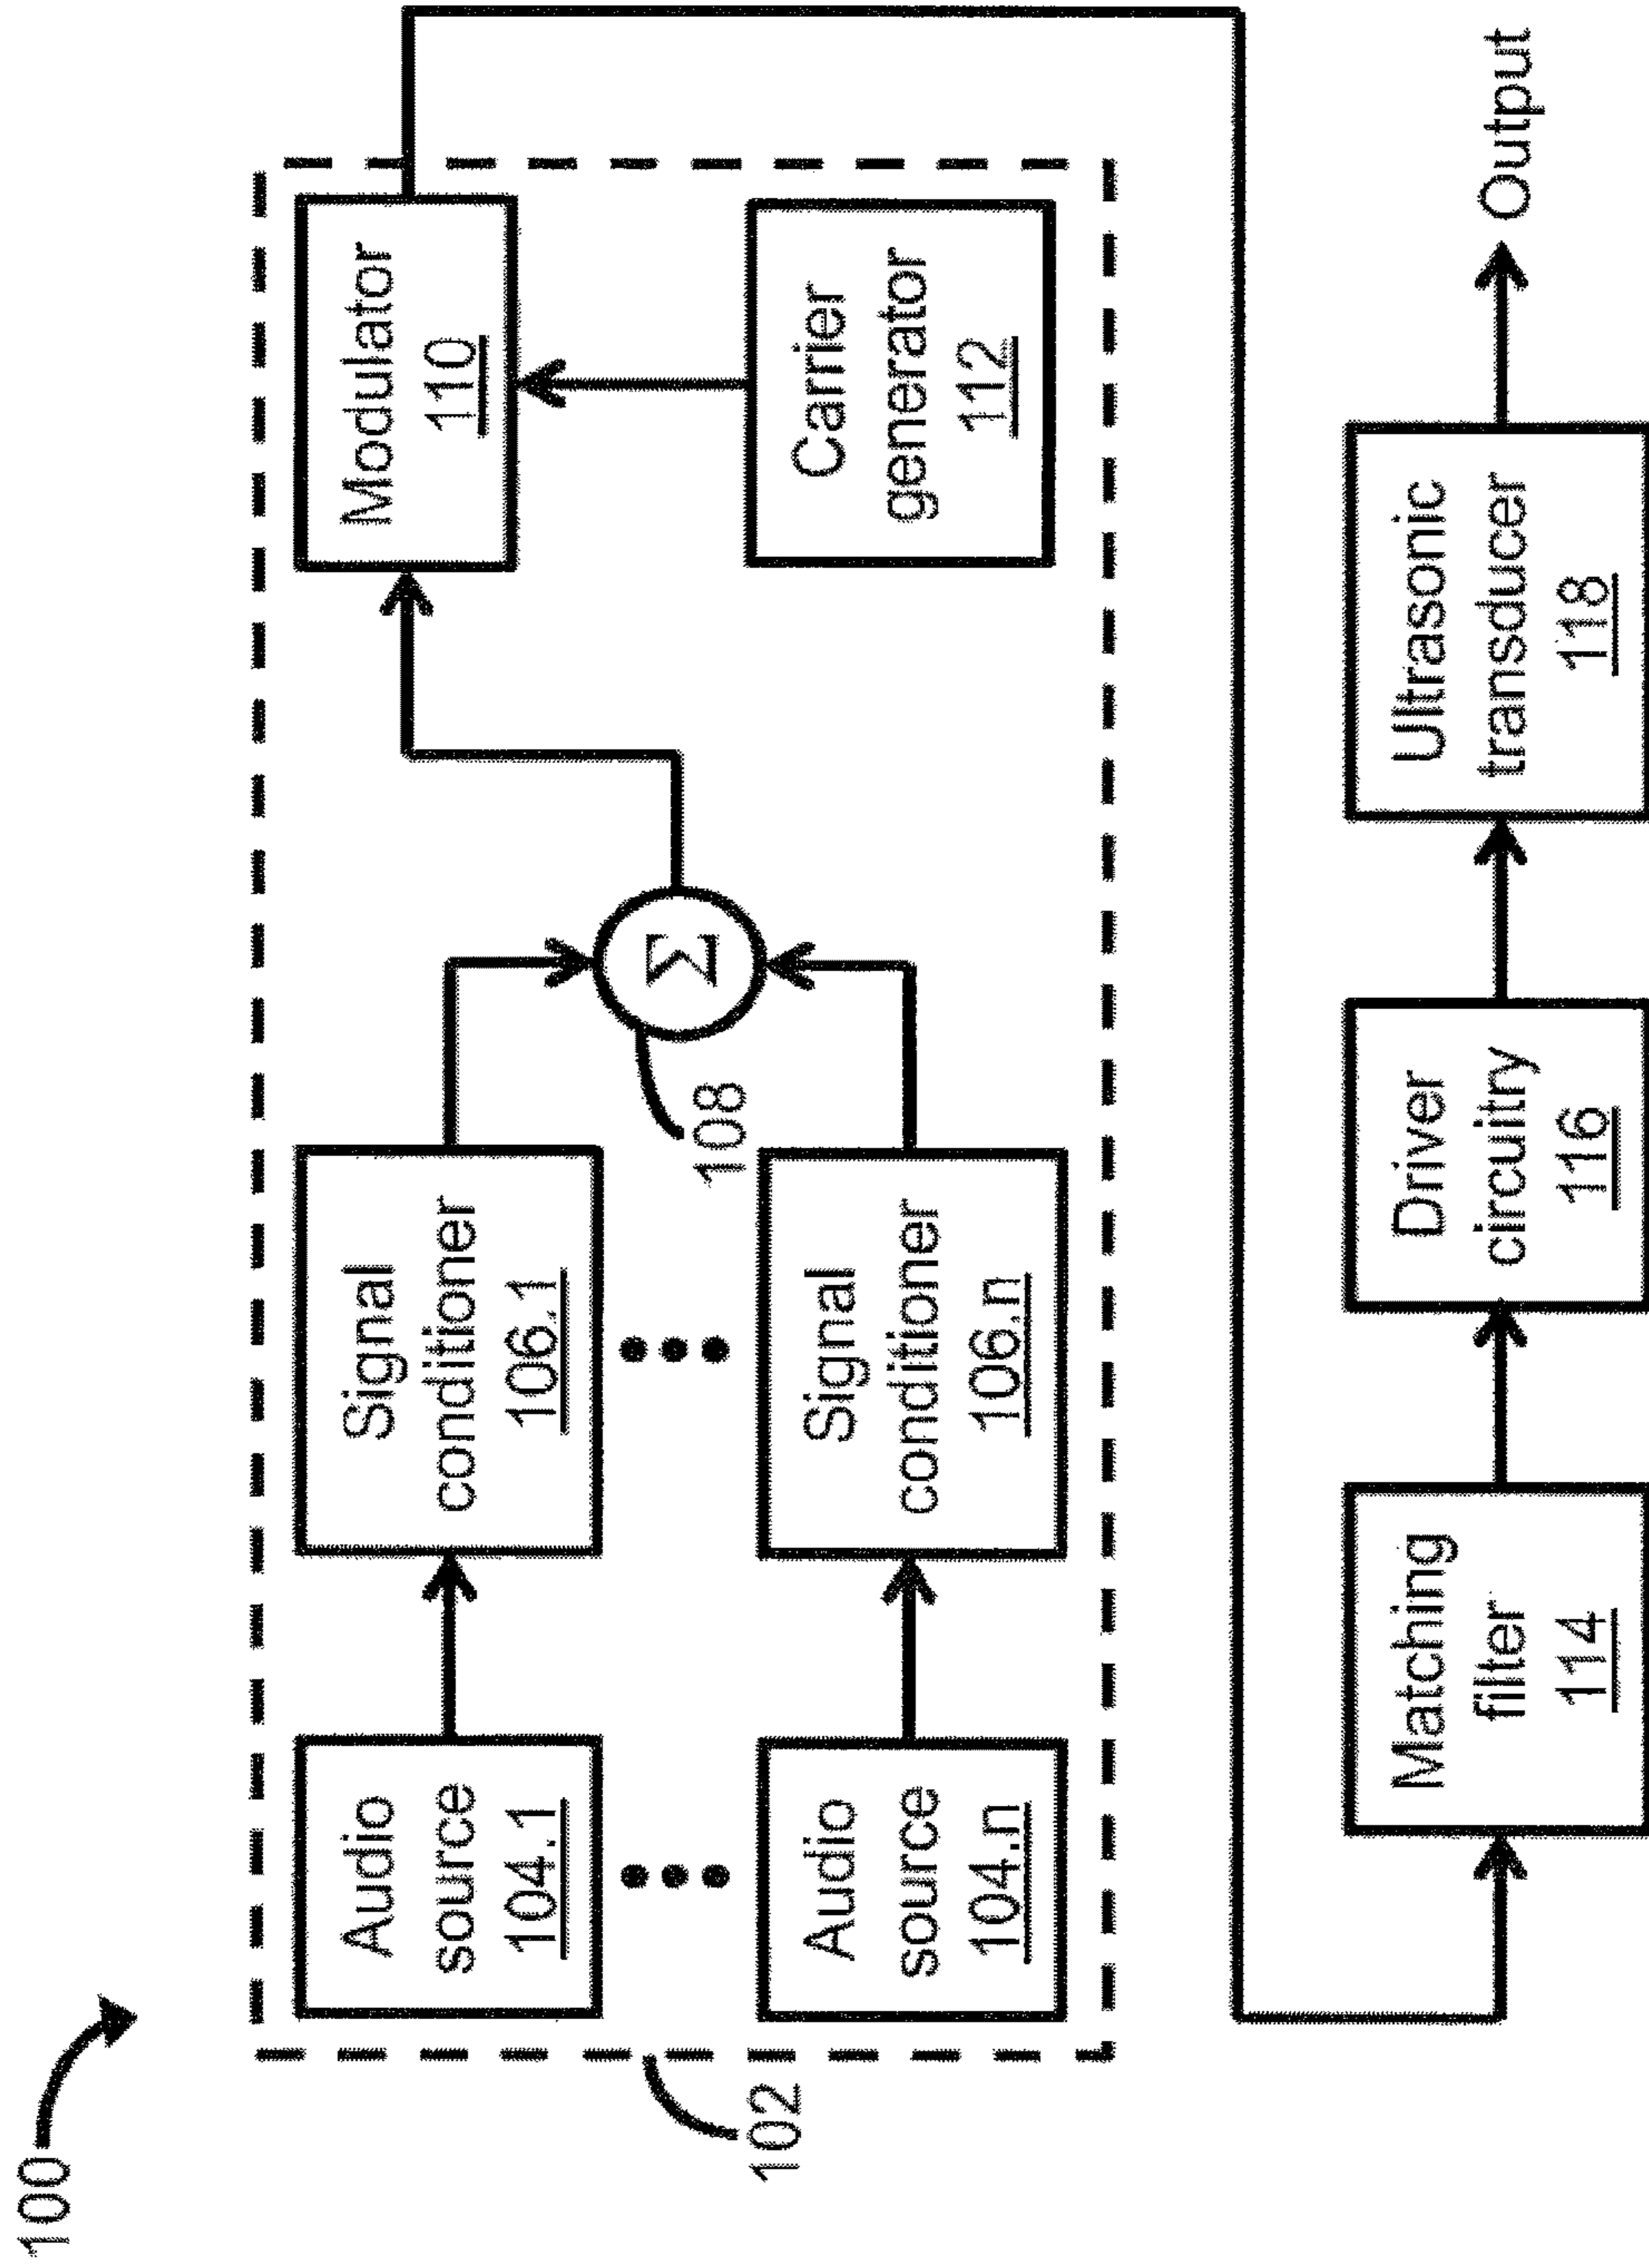 100
102
Audio
source
104.1
Signal
conditioner
106.1
Modulator
110
108
Σ
Audio
source
104.n
Signal
conditioner
106.n
Carrier
generator
112
Matching
filter
114
Driver
circuitry
116
Ultrasonic
transducer
118
Output